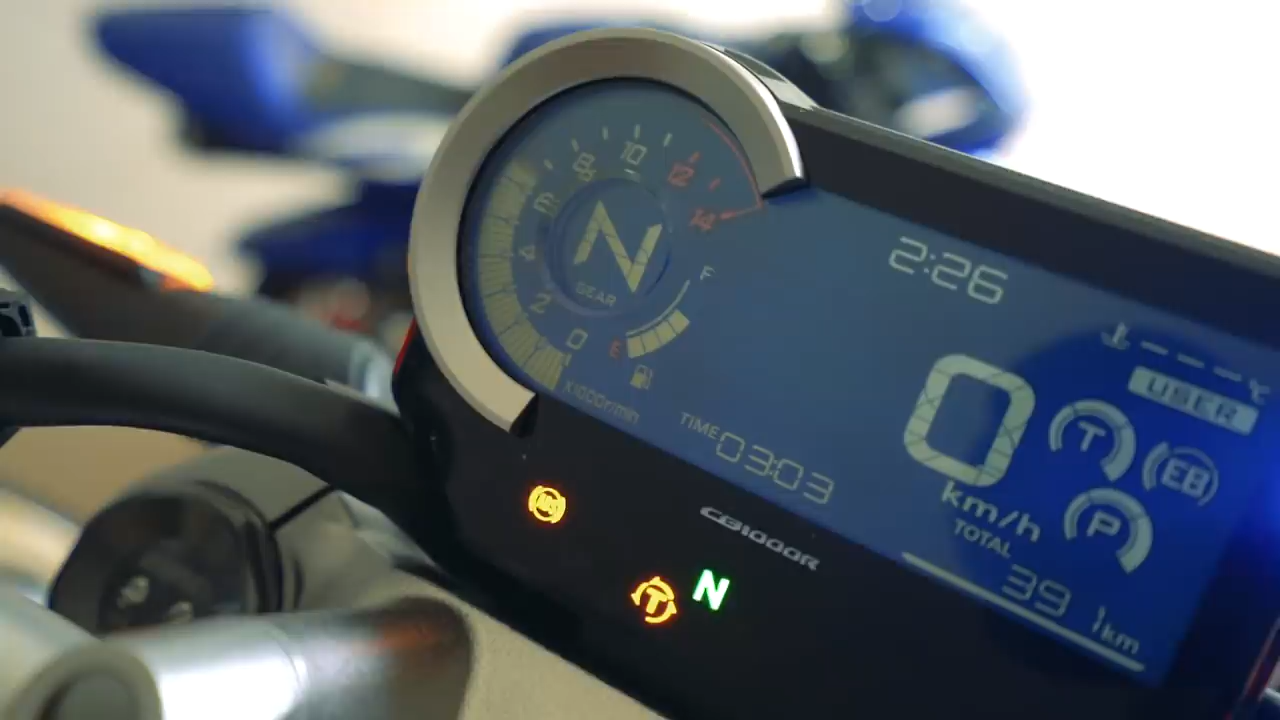 0 2 4 6 8 10 12 14
N
GEAR
F
E
X1000r/min
2:26
USER
0
km/h
T
EB
P
TIME 03:03
TOTAL
39 km
CB1000R
ABS
T N